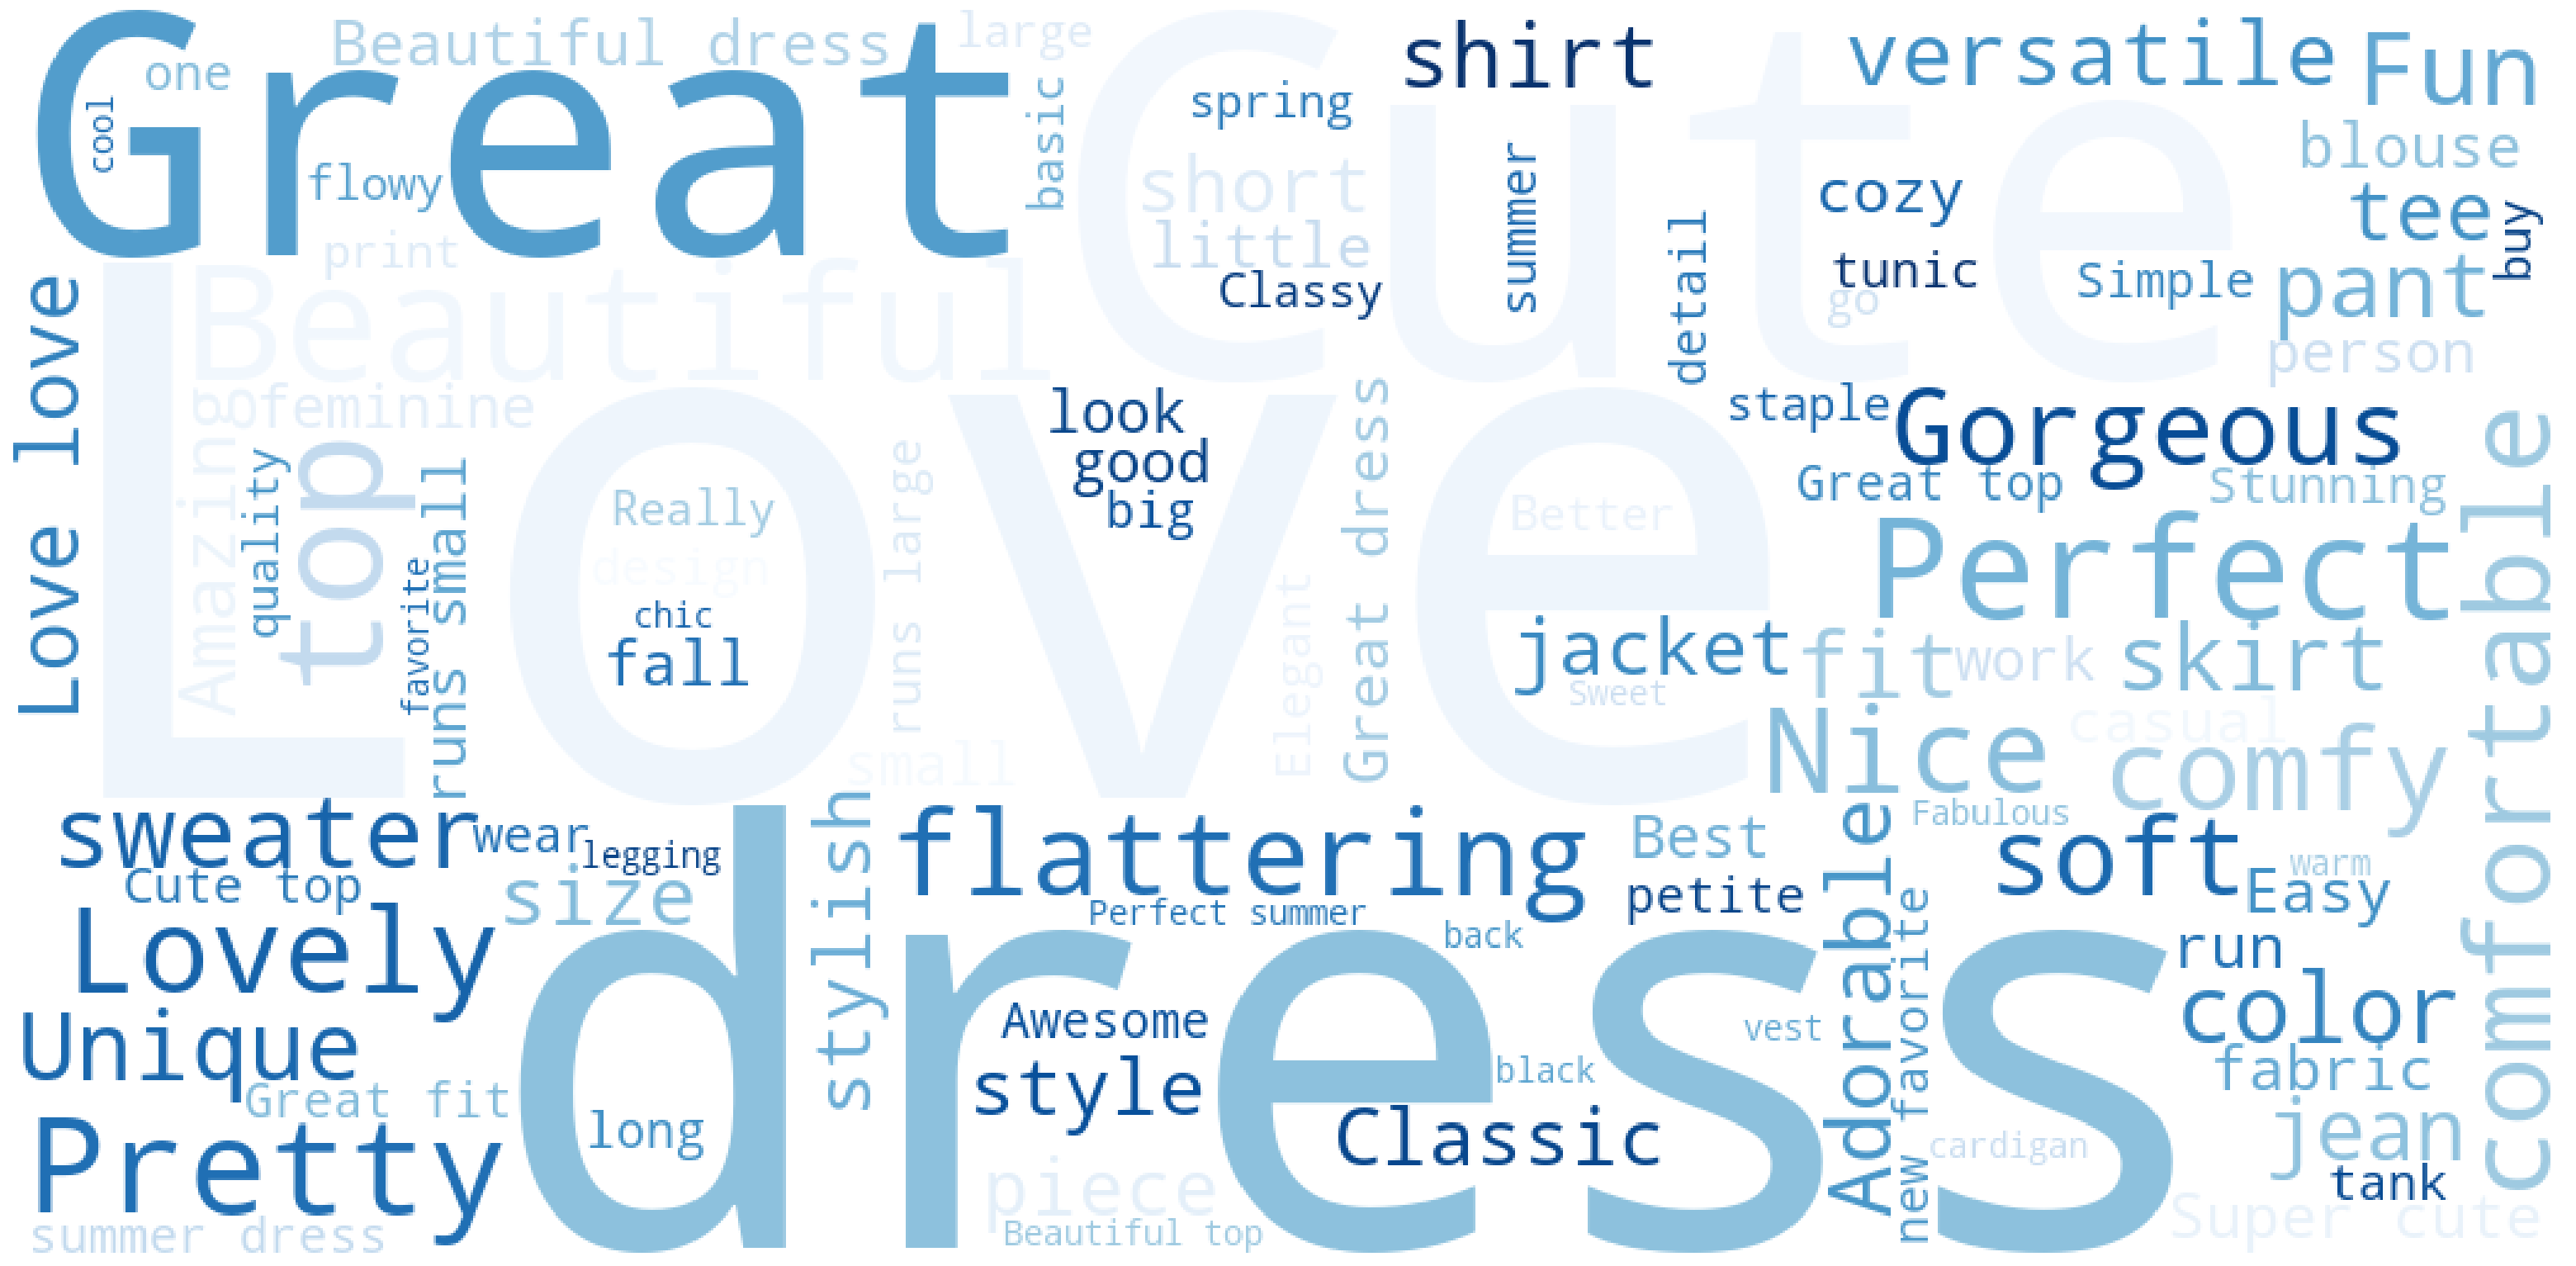 Great
Cute
Beautiful dress
large
shirt
versatile
Fun
one
cool
basic
spring
blouse
flowy
short
summer
cozy
tee
buy
print
little
detail
tunic
Simple
pant
Love love
Beautiful
Classy
go
person
Love
Amazing
feminine
look
Great dress
staple
Gorgeous
comfortable
top
quality
runs small
runs large
good
Great top
Stunning
Really
big
Better
Perfect
favorite
design
Elegant
chic
fall
jacket
fit
work
skirt
Sweet
small
Nice
casual
comfy
sweater
wear
legging
stylish
flattering
Best
Adorable
Fabulous
soft
warm
Easy
Cute top
size
petite
Perfect summer
Lovely
dress
back
new favorite
run
Unique
Awesome
vest
color
Great fit
style
black
fabric
Pretty
long
Classic
cardigan
jean
tank
piece
summer dress
Beautiful top
Super cute